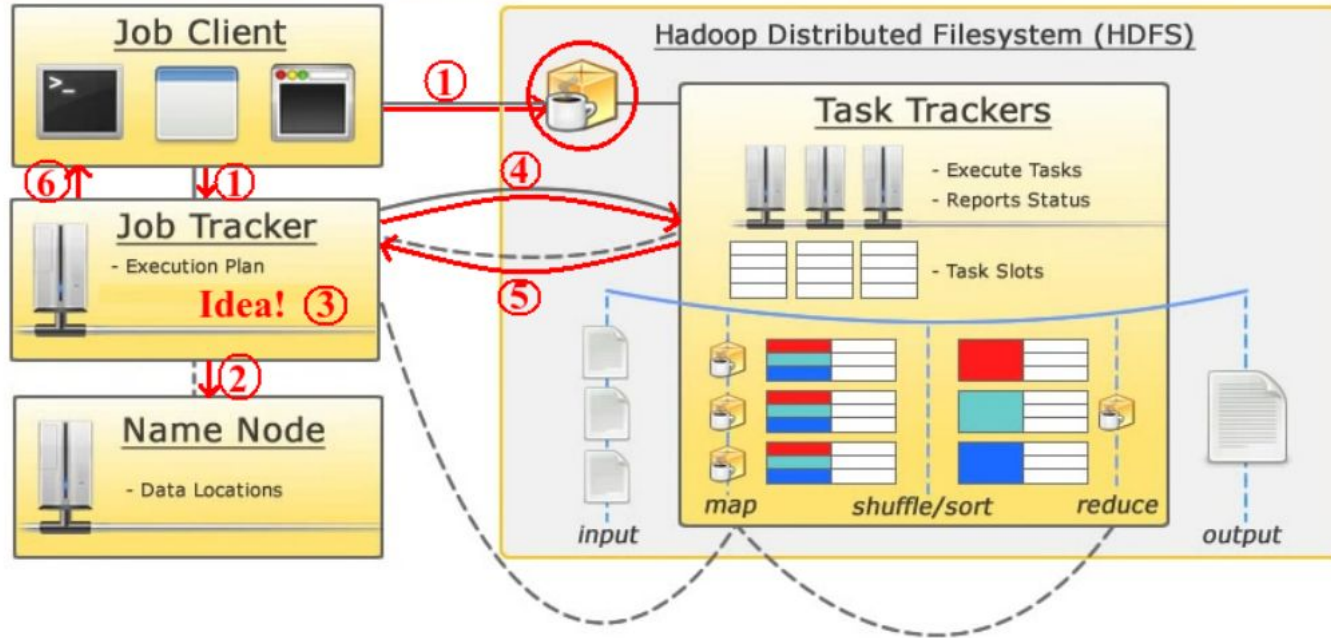 Job Client
>_
①
Hadoop Distributed Filesystem (HDFS)
Task Trackers
- Execute Tasks
- Reports Status
- Task Slots
⑥
①
④
Job Tracker
- Execution Plan
Idea! ③
⑤
②
Name Node
- Data Locations
input
map
shuffle/sort
reduce
output